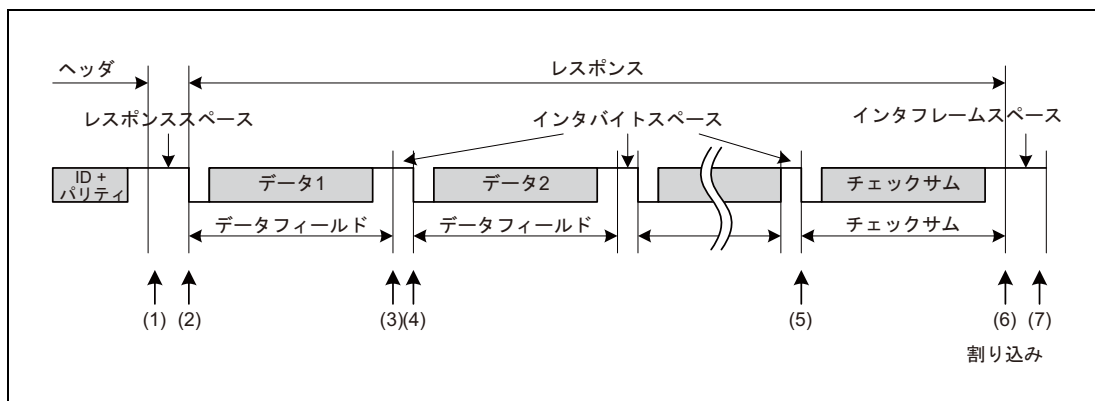 ヘッダ
レスポンス
レスポンススペース
インタバイトスペース
インタフレームスペース
ID +
パリティ
データ1
データ2
チェックサム
データフィールド
データフィールド
チェックサム
(1)
(2)
(3)
(4)
(5)
(6)
(7)
割り込み